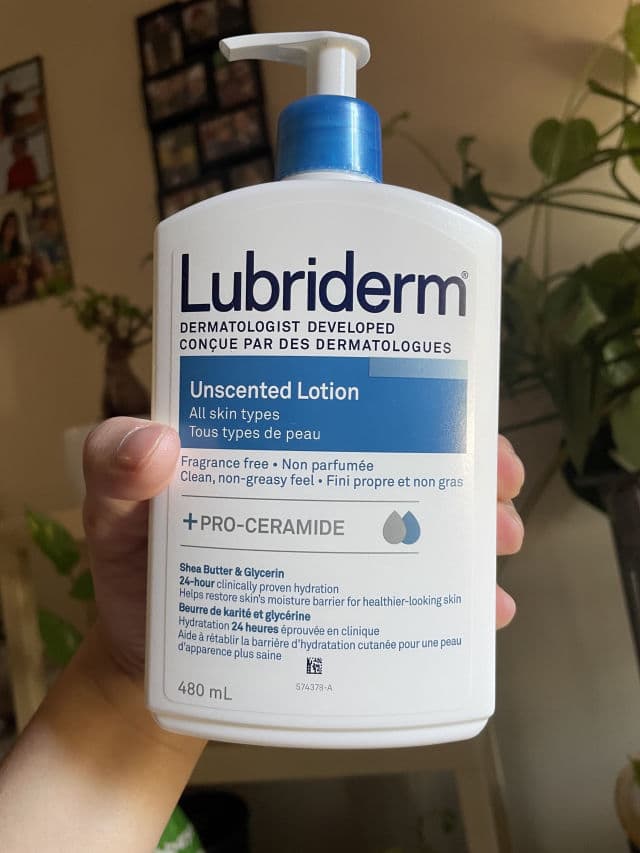 Lubriderm®
DERMATOLOGIST DEVELOPED
CONÇUE PAR DES DERMATOLOGUES
Unscented Lotion
All skin types
Tous types de peau
Fragrance free • Non parfumée
Clean, non-greasy feel • Fini propre et non gras
+PRO-CERAMIDE
Shea Butter & Glycerin
24-hour clinically proven hydration
Helps restore skin's moisture barrier for healthier-looking skin
Beurre de karité et glycérine
Hydratation 24 heures éprouvée en clinique
Aide à rétablir la barrière d'hydratation cutanée pour une peau
d'apparence plus saine
574378-A
480 mL